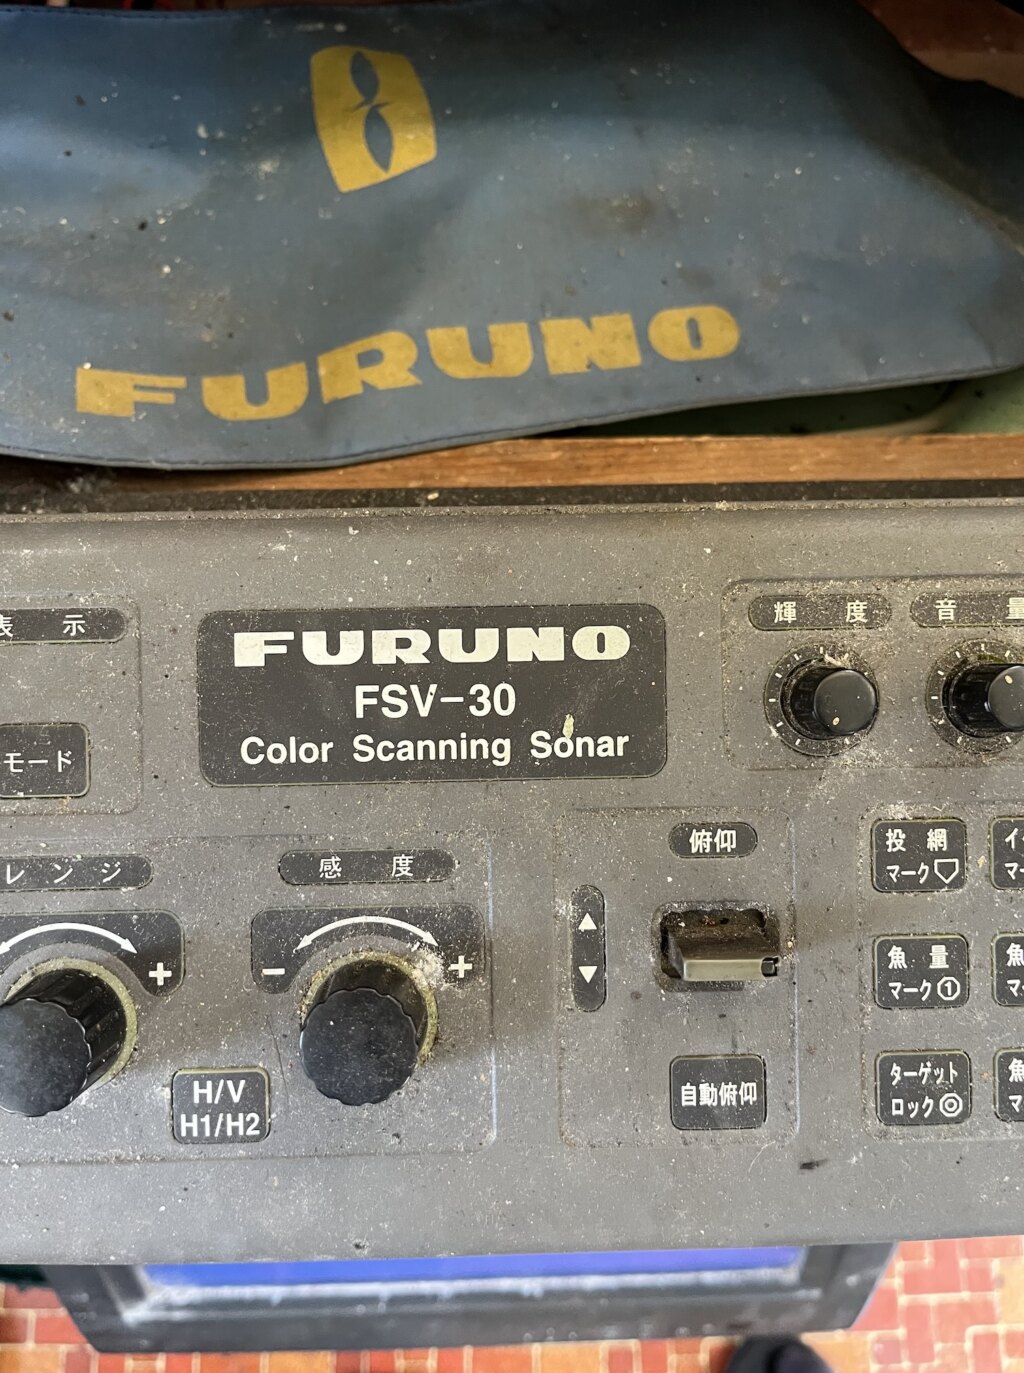 FURUNO
表示
FURUNO
FSV-30
Color Scanning Sonar
輝度
音量
モード
レンジ
感度
俯仰
投網
マーク
魚量
マーク①
ターゲット
ロック◎
+
-
+
▲
▼
H/V
H1/H2
自動俯仰